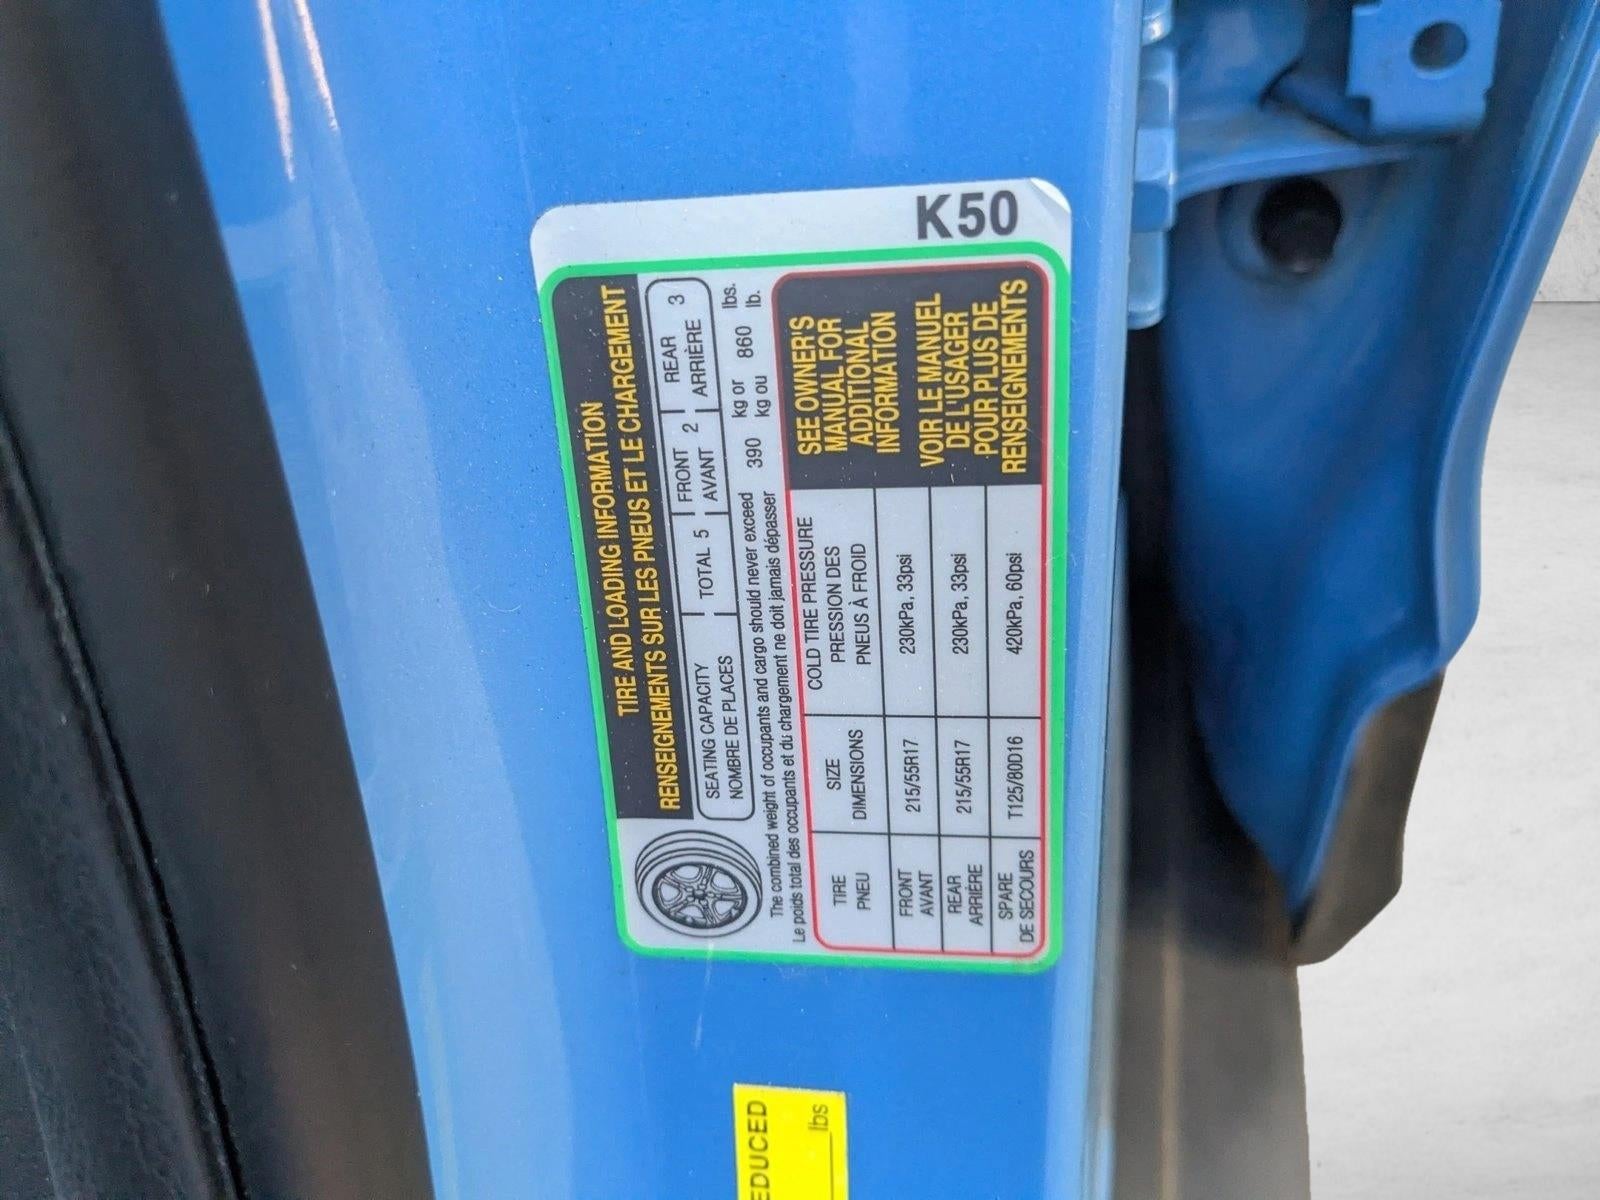 K50
TIRE AND LOADING INFORMATION
RENSEIGNEMENTS SUR LES PNEUS ET LE CHARGEMENT
SEATING CAPACITY TOTAL 5 FRONT 2 REAR 3
NOMBRE DE PLACES AVANT ARRIÈRE
The combined weight of occupants and cargo should never exceed 390 kg or 860 lbs.
Le poids total des occupants et du chargement ne doit jamais dépasser kg ou lb.
TIRE SIZE COLD TIRE PRESSURE
PNEU DIMENSIONS PRESSION DES
PNEUS À FROID
FRONT 215/55R17 230kPa, 33psi
AVANT
REAR 215/55R17 230kPa, 33psi
ARRIÈRE
SPARE T125/80D16 420kPa, 60psi
DE SECOURS
SEE OWNER'S
MANUAL FOR
ADDITIONAL
INFORMATION
VOIR LE MANUEL
DE L'USAGER
POUR PLUS DE
RENSEIGNEMENTS
EDUCED
lbs